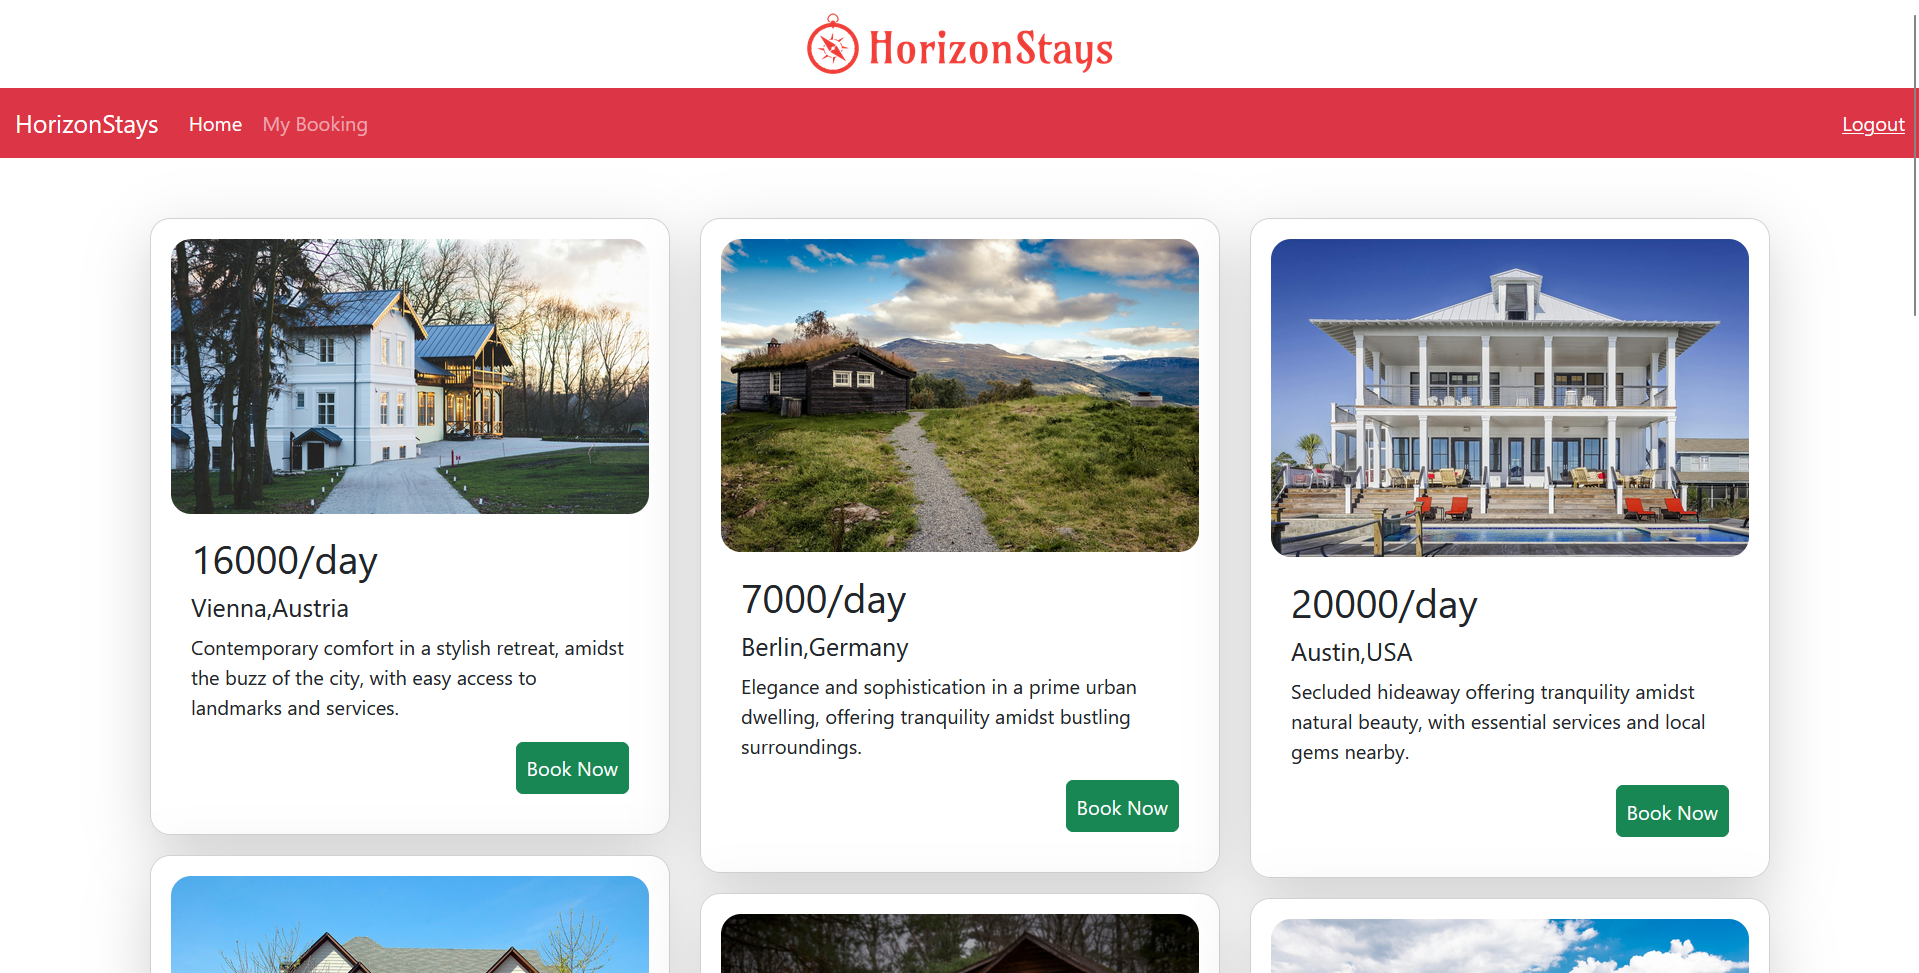 HorizonStays
HorizonStays Home My Booking Logout
16000/day
Vienna,Austria
Contemporary comfort in a stylish retreat, amidst
the buzz of the city, with easy access to
landmarks and services.
Book Now
7000/day
Berlin,Germany
Elegance and sophistication in a prime urban
dwelling, offering tranquility amidst bustling
surroundings.
Book Now
20000/day
Austin,USA
Secluded hideaway offering tranquility amidst
natural beauty, with essential services and local
gems nearby.
Book Now